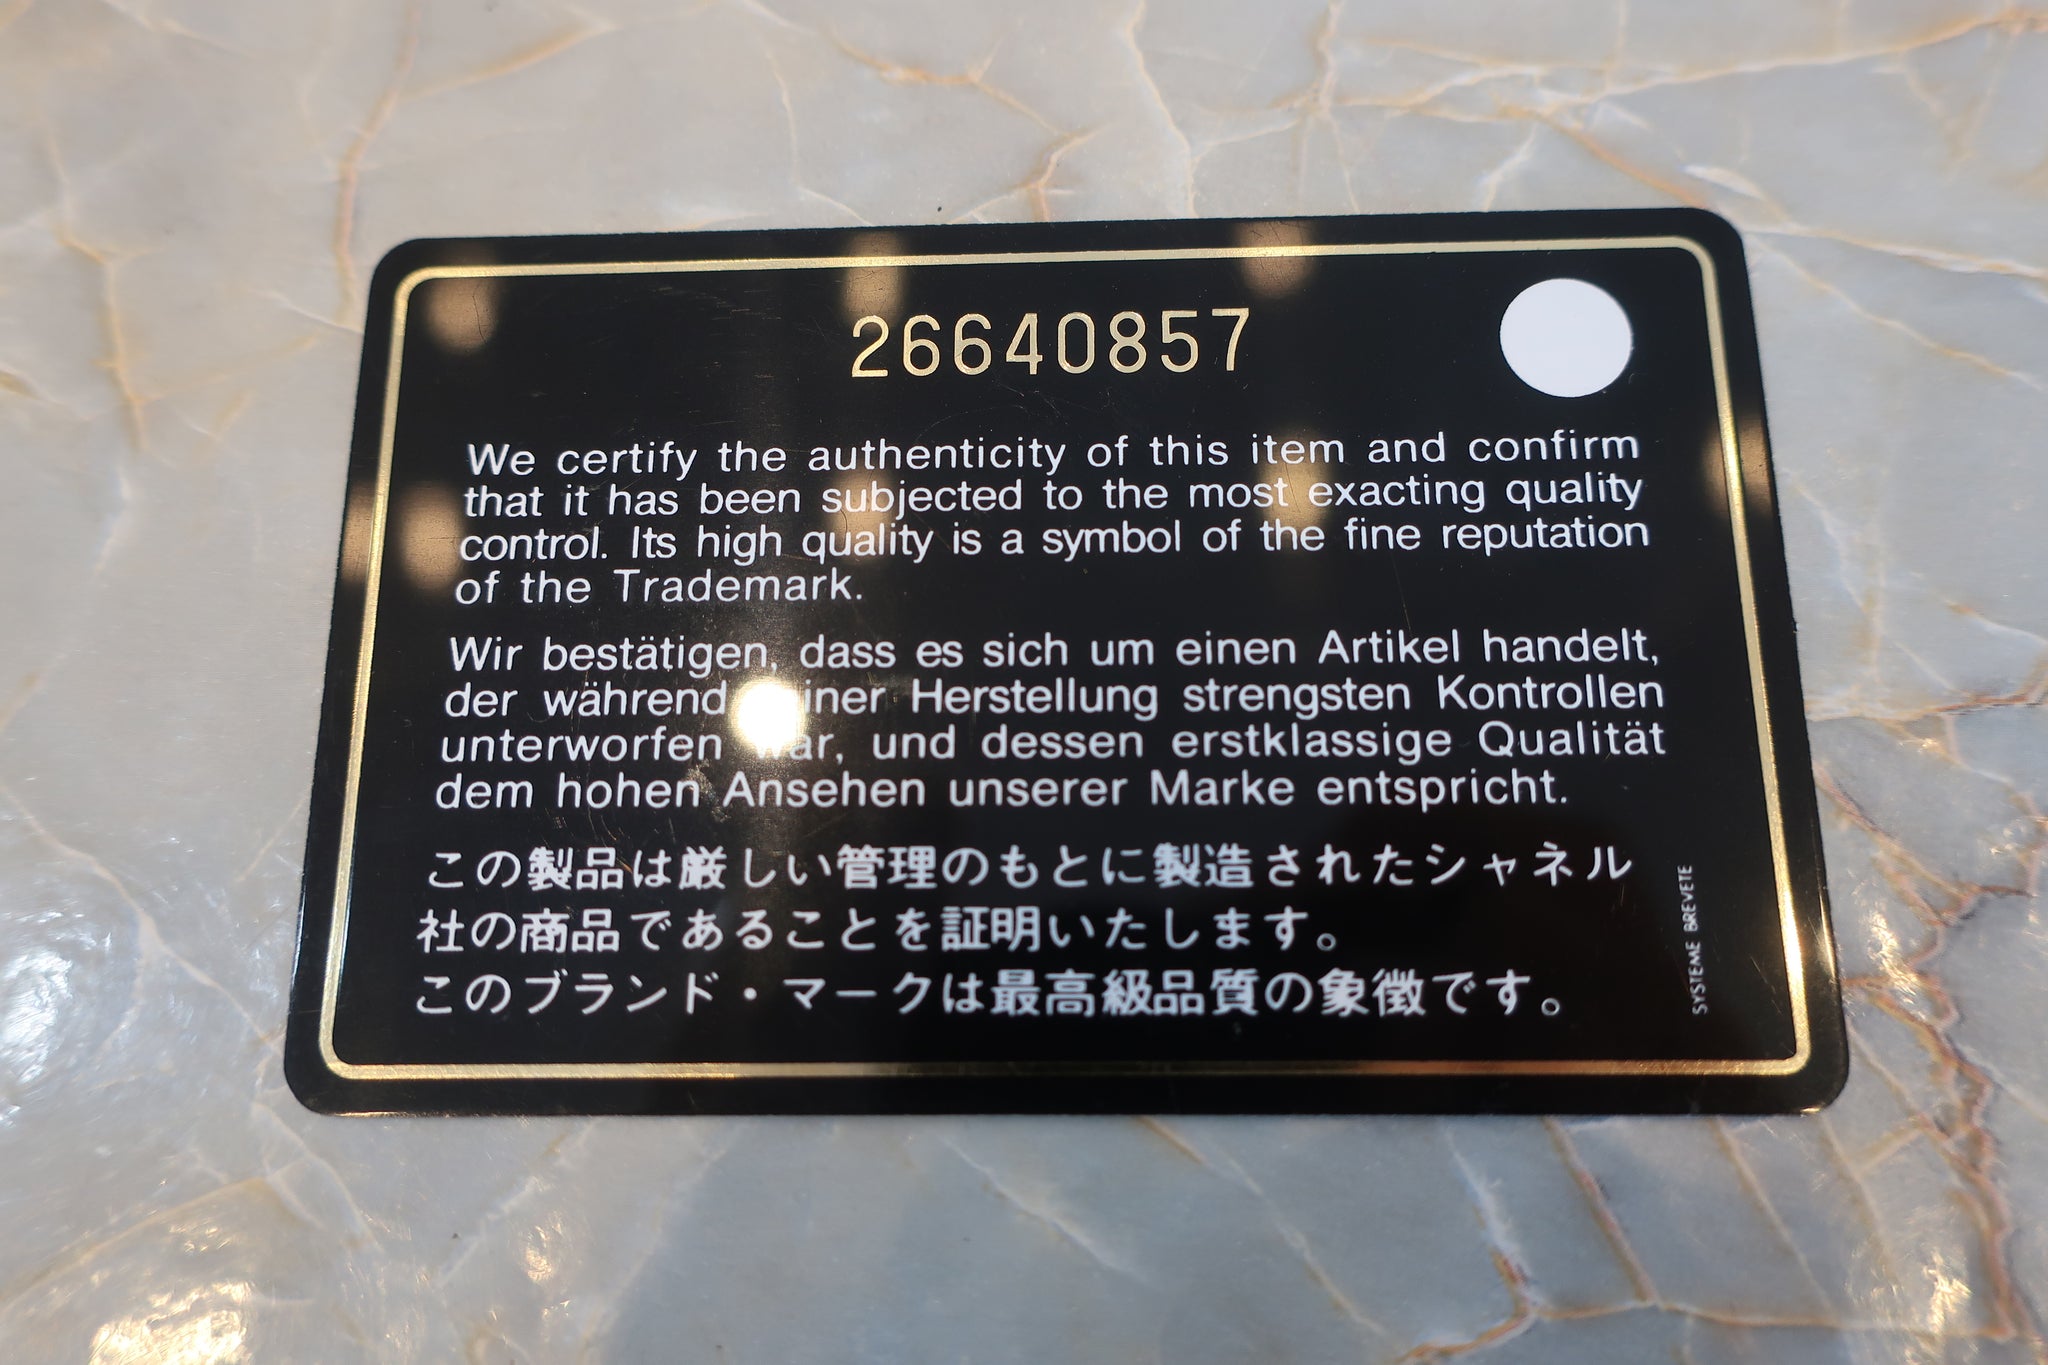 26640857
We certify the authenticity of this item and confirm
that it has been subjected to the most exacting quality
control. Its high quality is a symbol of the fine reputation
of the Trademark.
Wir bestätigen, dass es sich um einen Artikel handelt,
der während Herstellung strengsten Kontrollen
unterworfen war, und dessen erstklassige Qualität
dem hohen Ansehen unserer Marke entspricht.
この製品は厳しい管理のもとに製造されたシャネル
社の商品であることを証明いたします。
このブランド・マークは最高級品質の象徴です。
SYSTEME BREVETE